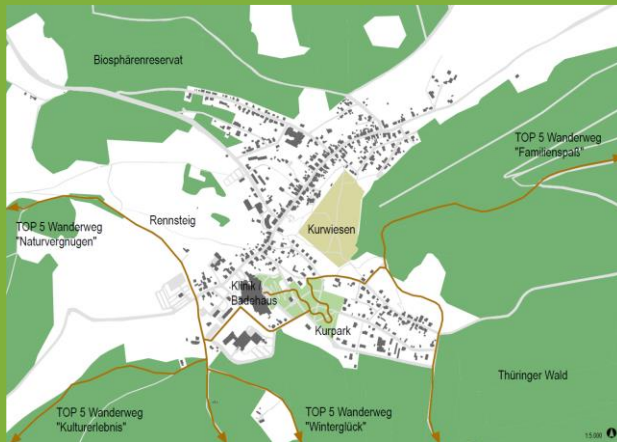 Biosphärenreservat
TOP 5 Wanderweg
"Familienspaß"
Rennsteig
TOP 5 Wanderweg
"Naturvergnügen"
Kurwiesen
Klinik /
Badehaus
Kurpark
Thüringer Wald
TOP 5 Wanderweg
"Kulturerlebnis"
TOP 5 Wanderweg
"Winterglück"
1:5.000